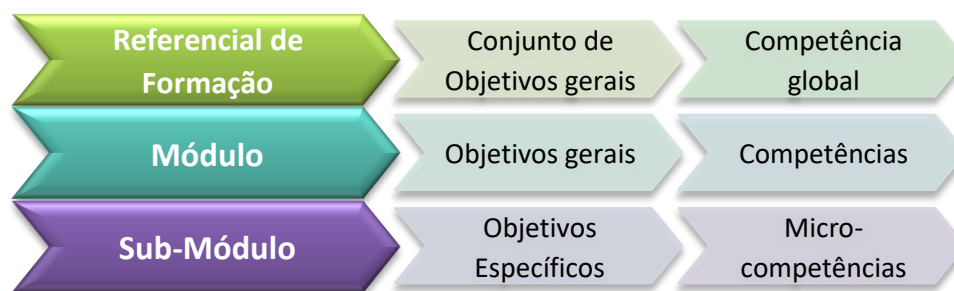 Referencial de
Formação
Conjunto de
Objetivos gerais
Competência
global
Módulo
Objetivos gerais
Competências
Sub-Módulo
Objetivos
Específicos
Micro-
competências